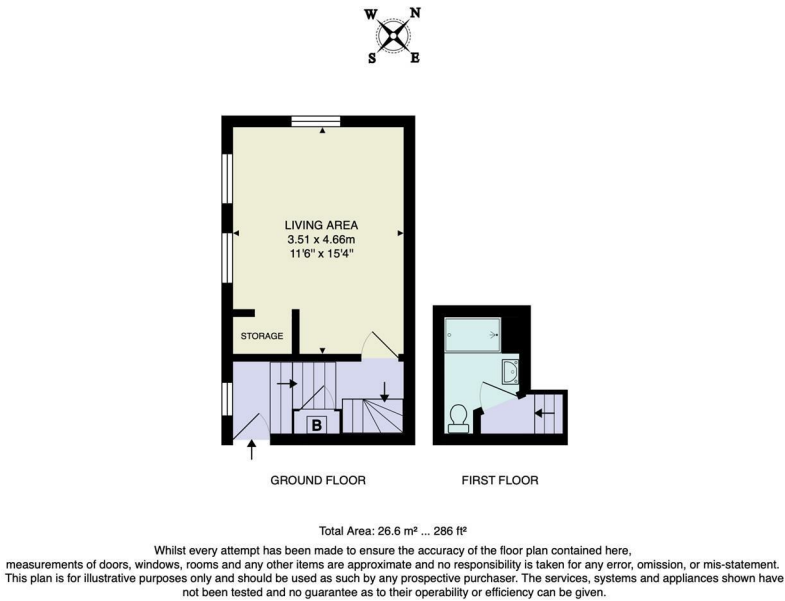 W N
S E
LIVING AREA
3.51 x 4.66m
11'6" x 15'4"
STORAGE
B
GROUND FLOOR
FIRST FLOOR
Total Area: 26.6 m² ... 286 ft²
Whilst every attempt has been made to ensure the accuracy of the floor plan contained here,
measurements of doors, windows, rooms and any other items are approximate and no responsibility is taken for any error, omission, or mis-statement.
This plan is for illustrative purposes only and should be used as such by any prospective purchaser. The services, systems and appliances shown have
not been tested and no guarantee as to their operability or efficiency can be given.